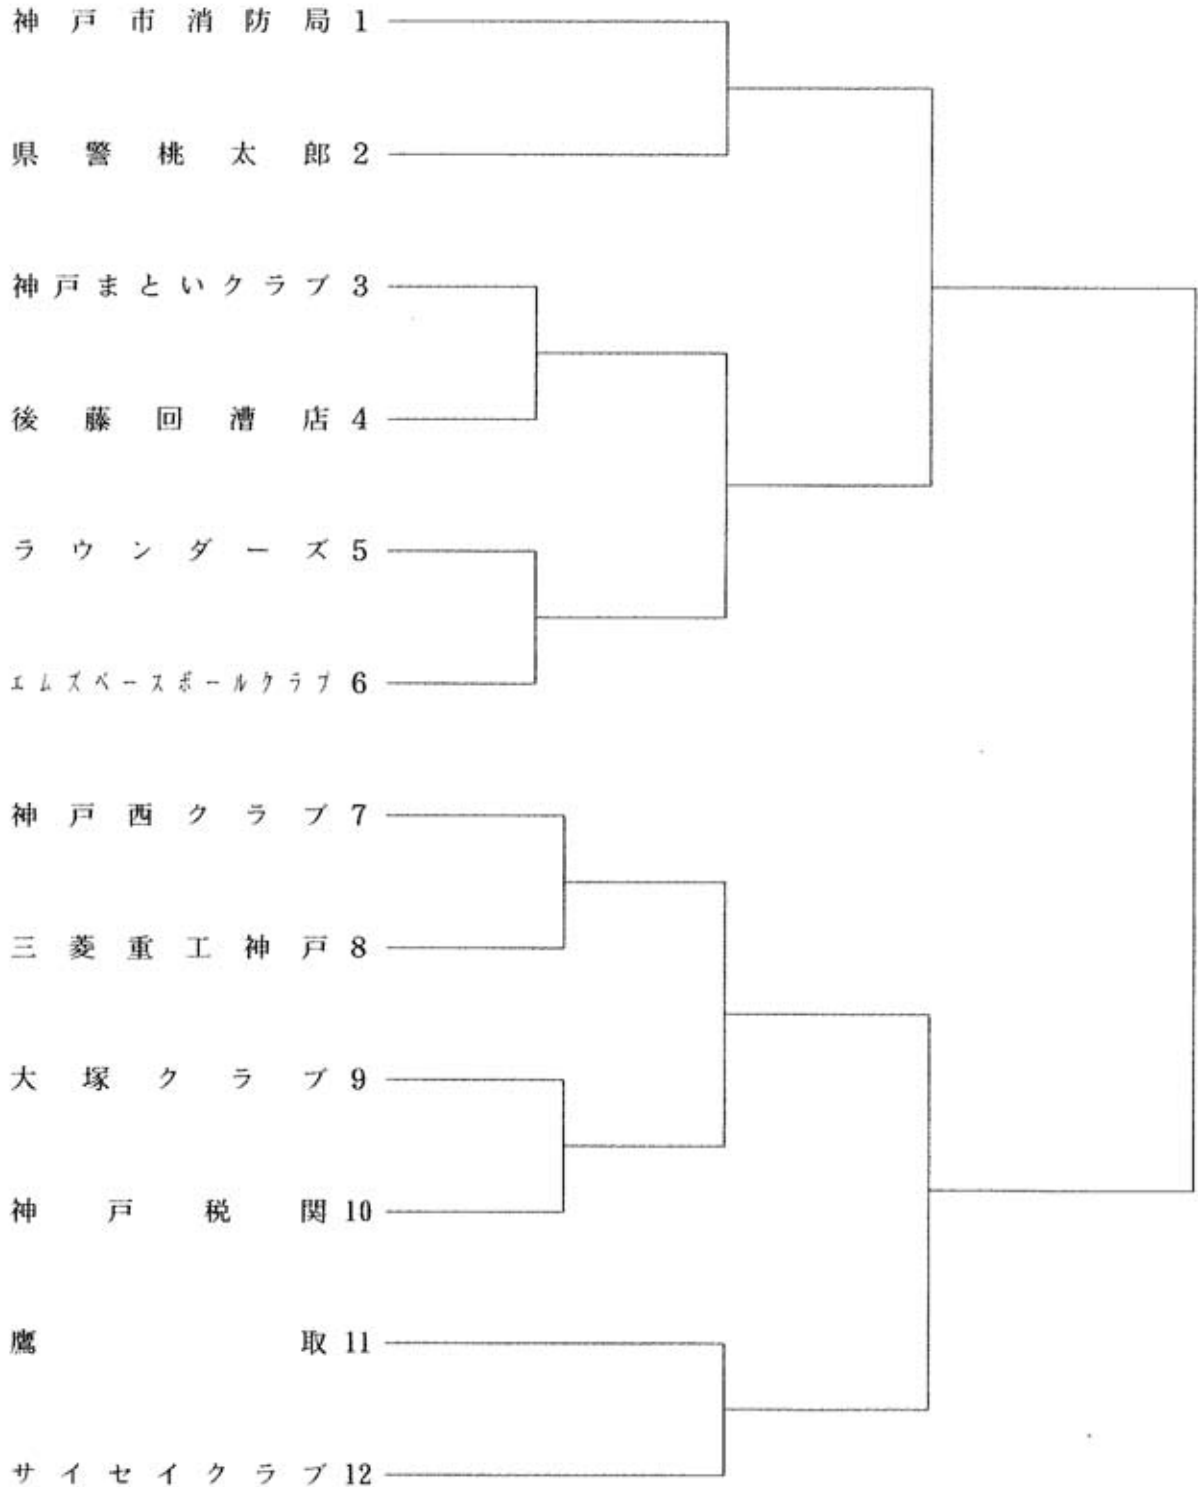 神戸市消防局 1
県警桃太郎 2
神戸まといクラブ 3
後藤回漕店 4
ラウンダーズ 5
エムズベースボールクラブ 6
神戸西クラブ 7
三菱重工神戸 8
大塚クラブ 9
神戸税関 10
鷹取 11
サイセイクラブ 12